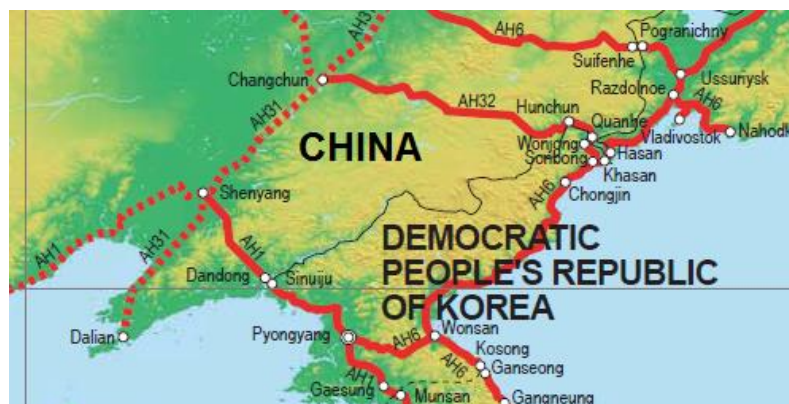 AH31
AH6
Pogranichny
Suifenhe
Changchun
Razdolnoe
Ussuriysk
AH31
AH32
Hunchun
Quanhe
AH6
CHINA
Wonjong
Vladivostok
Nahodk
Sonbong
Hasan
Khasan
Shenyang
AH6
Chongjin
AH1
AH31
AH1
DEMOCRATIC
PEOPLE'S REPUBLIC
OF KOREA
Dandong
Sinuiju
Dalian
Pyongyang
AH6
Wonsan
Kosong
AH6
Ganseong
AH1
Gaesung
Munsan
Gangneung